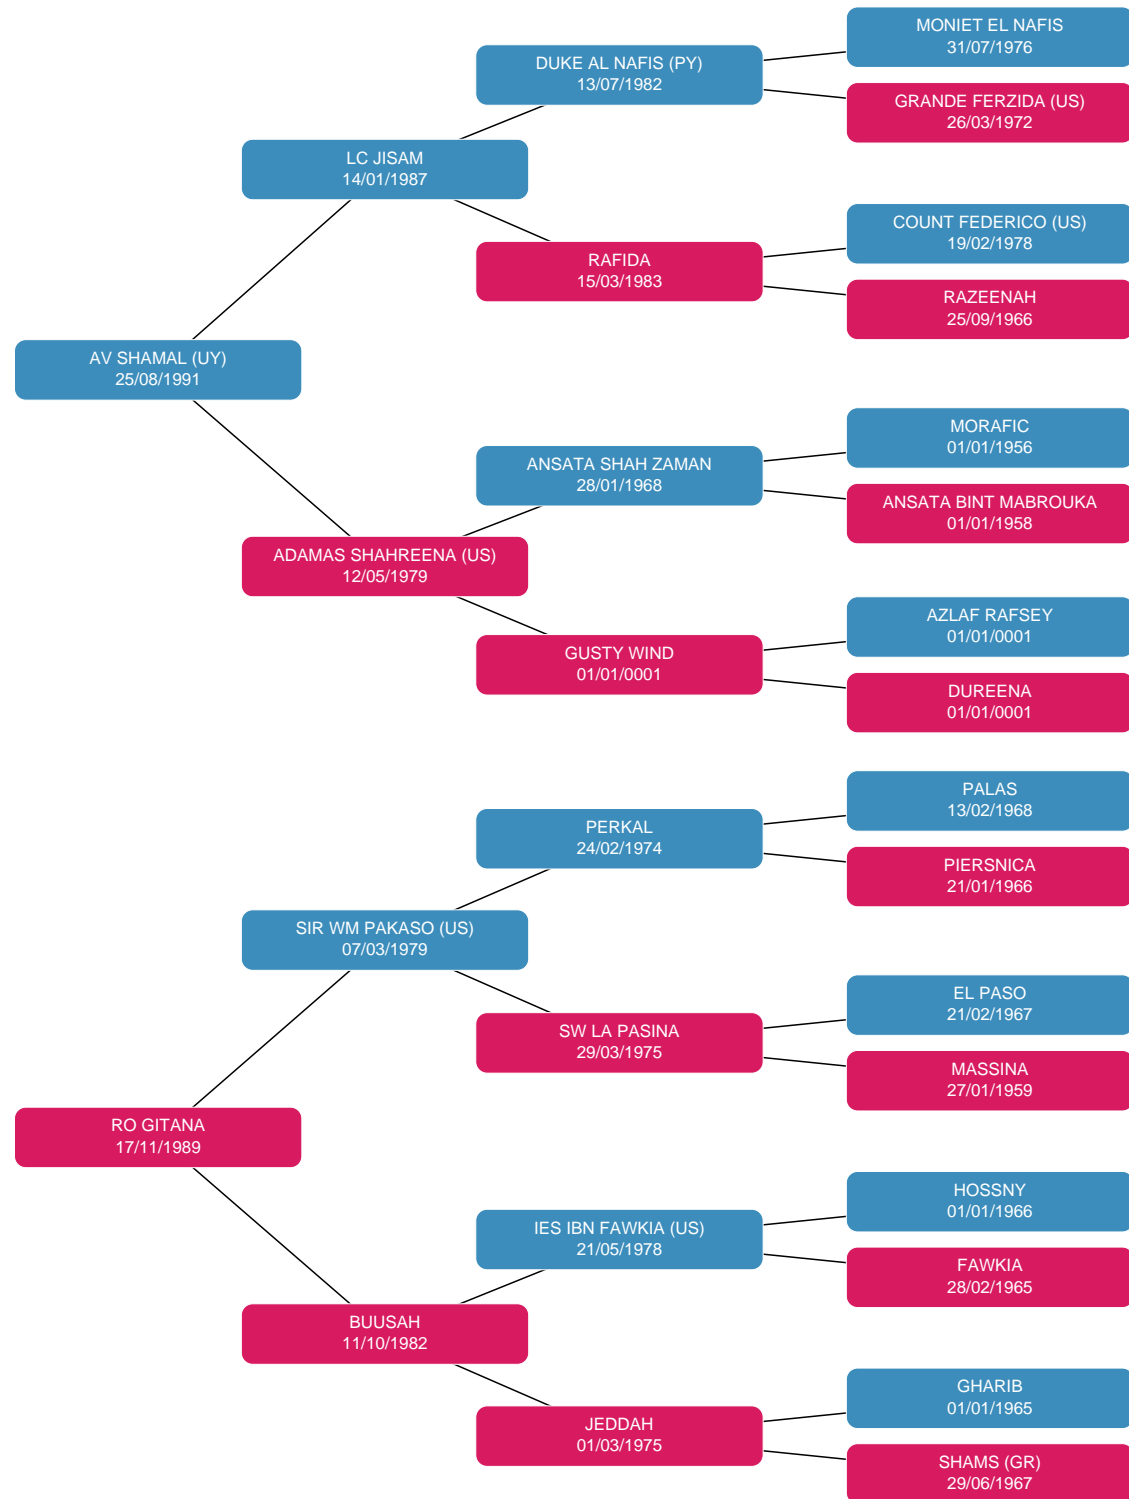 MONIET EL NAFIS
31/07/1976
DUKE AL NAFIS (PY)
13/07/1982
GRANDE FERZIDA (US)
26/03/1972
LC JISAM
14/01/1987
COUNT FEDERICO (US)
19/02/1978
RAFIDA
15/03/1983
RAZEENAH
25/09/1966
AV SHAMAL (UY)
25/08/1991
MORAFIC
01/01/1956
ANSATA SHAH ZAMAN
28/01/1968
ANSATA BINT MABROUKA
01/01/1958
ADAMAS SHAHREENA (US)
12/05/1979
AZLAF RAFSEY
01/01/0001
GUSTY WIND
01/01/0001
DUREENA
01/01/0001
PALAS
13/02/1968
PERKAL
24/02/1974
PIERSNICA
21/01/1966
SIR WM PAKASO (US)
07/03/1979
EL PASO
21/02/1967
SW LA PASINA
29/03/1975
MASSINA
27/01/1959
RO GITANA
17/11/1989
HOSSNY
01/01/1966
IES IBN FAWKIA (US)
21/05/1978
FAWKIA
28/02/1965
BUUSAH
11/10/1982
GHARIB
01/01/1965
JEDDAH
01/03/1975
SHAMS (GR)
29/06/1967